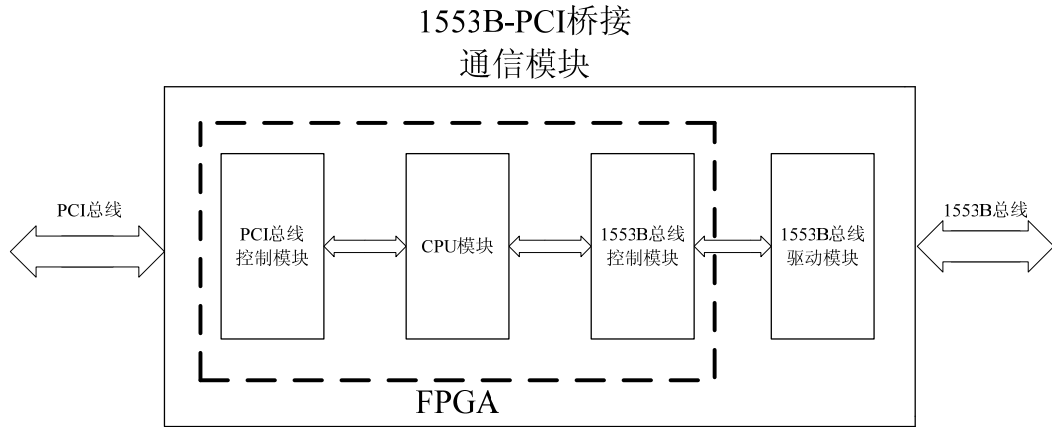 1553B-PCI桥接
通信模块
PCI总线
PCI总线
控制模块
CPU模块
1553B总线
控制模块
1553B总线
驱动模块
1553B总线
FPGA